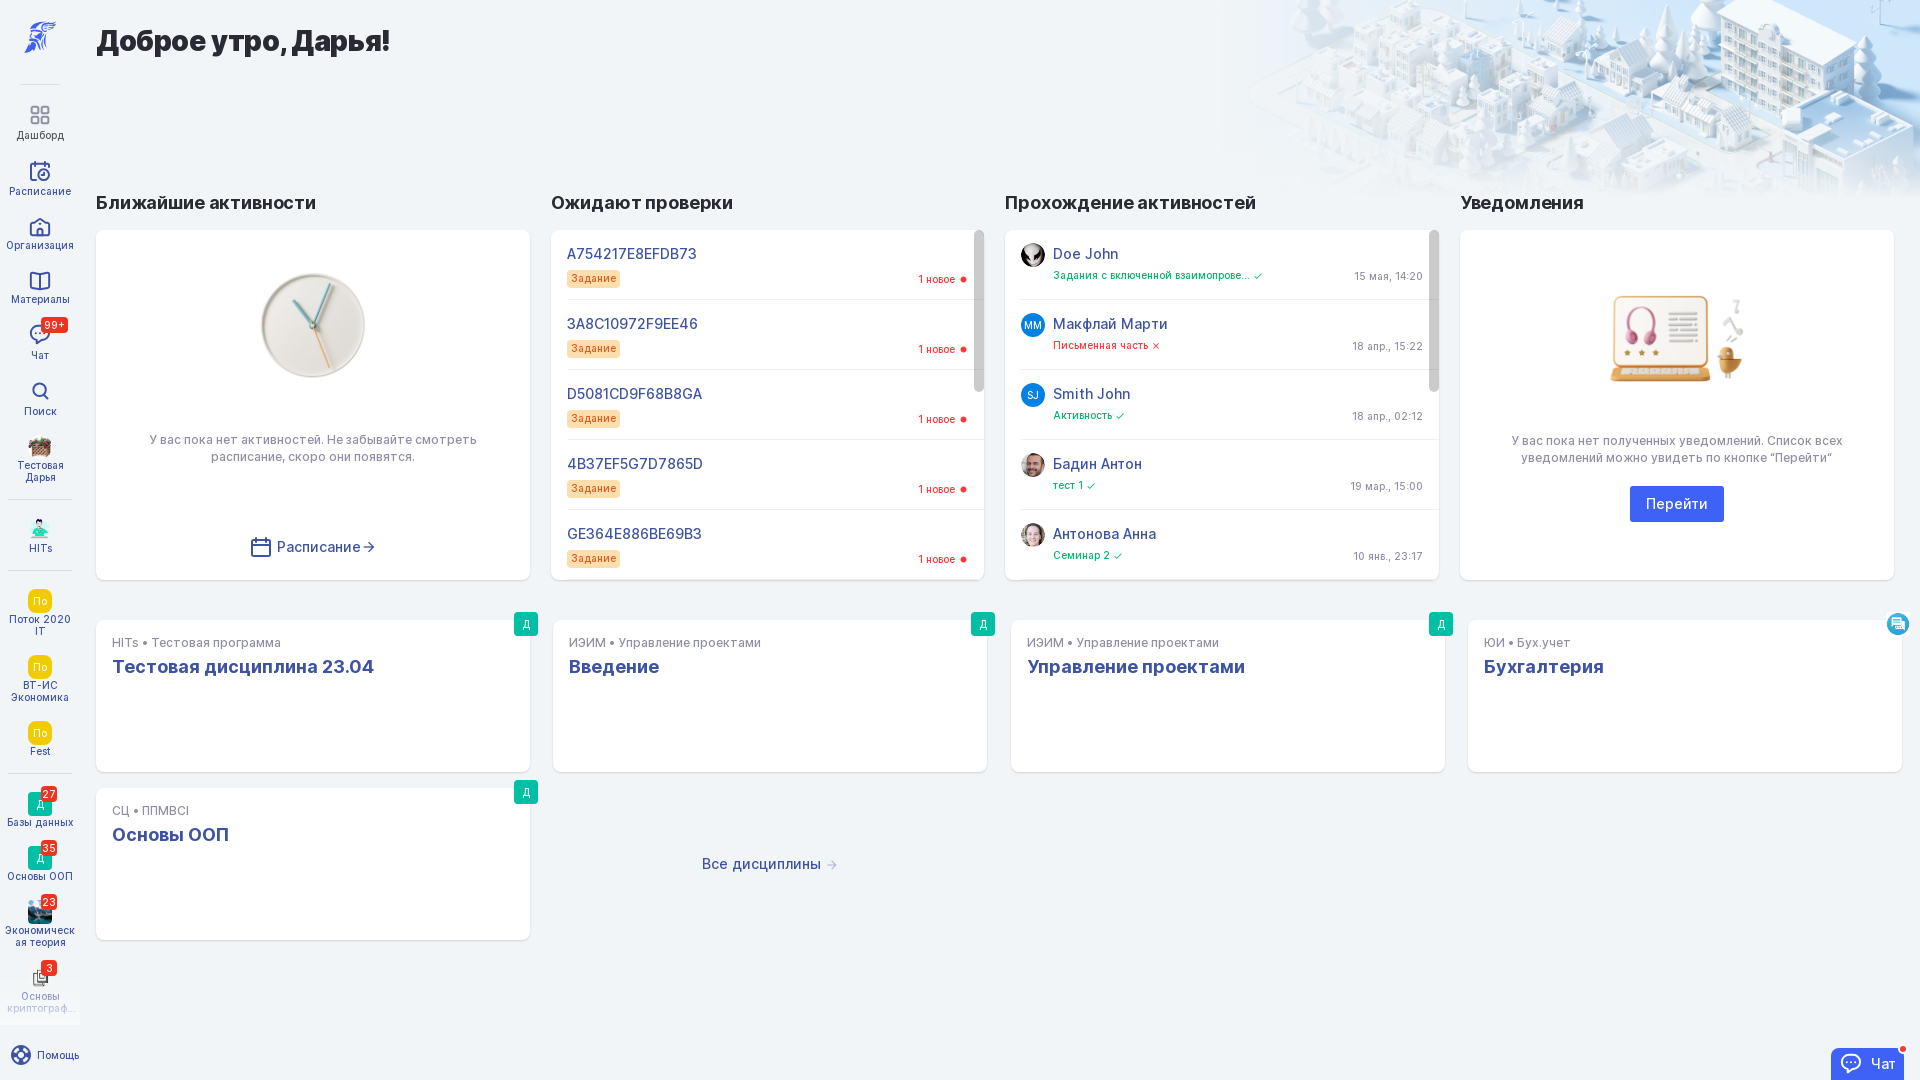 Доброе утро, Дарья!
Дашборд
Расписание
Организация
Материалы
99+
Чат
Поиск
Тестовая
Дарья
HITs
По
Поток 2020
IT
По
ВТ-ИС
Экономика
По
Fest
27
Д
Базы данных
35
Д
Основы ООП
23
Экономическ
ая теория
3
Основы
криптограф...
Помощь
Ближайшие активности
У вас пока нет активностей. Не забывайте смотреть
расписание, скоро они появятся.
Расписание
Ожидают проверки
A754217E8EFDB73
Задание
1 новое
3A8C10972F9EE46
Задание
1 новое
D5081CD9F68B8GA
Задание
1 новое
4B37EF5G7D7865D
Задание
1 новое
GE364E886BE69B3
Задание
1 новое
Прохождение активностей
Doe John
Задания с включенной взаимопрове...
15 мая, 14:20
MM
Макфлай Марти
Письменная часть
18 апр., 15:22
SJ
Smith John
Активность
18 апр., 02:12
Бадин Антон
тест 1
19 мар., 15:00
Антонова Анна
Семинар 2
10 янв., 23:17
Уведомления
У вас пока нет полученных уведомлений. Список всех
уведомлений можно увидеть по кнопке “Перейти”
Перейти
Д
HITs • Тестовая программа
Тестовая дисциплина 23.04
Д
ИЭИМ • Управление проектами
Введение
Д
ИЭИМ • Управление проектами
Управление проектами
ЮИ • Бух.учет
Бухгалтерия
Д
СЦ • ППМВСІ
Основы ООП
Все дисциплины
Чат